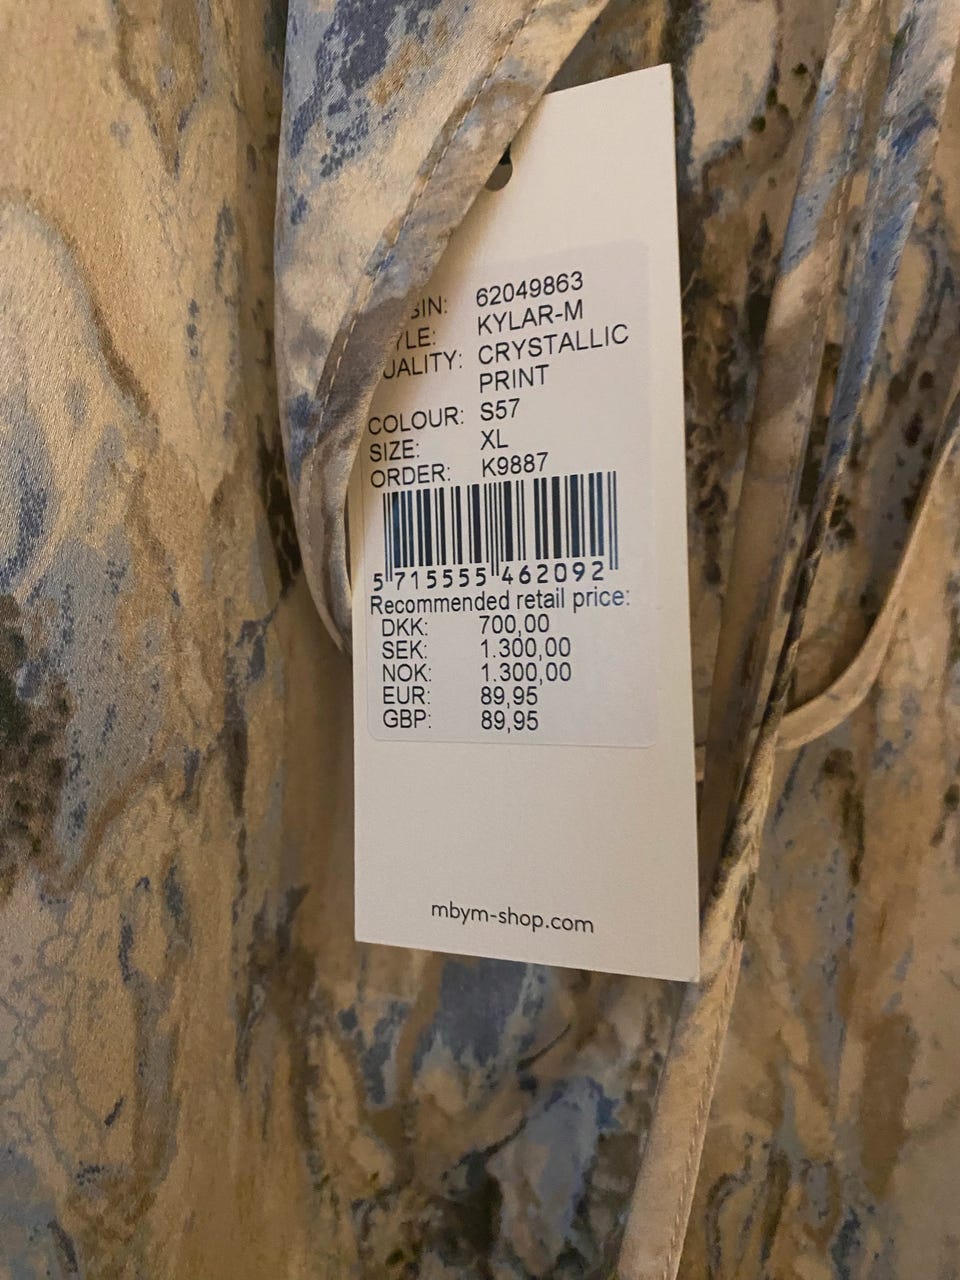 62049863
KYLAR-M
CRYSTALLIC
PRINT
COLOUR: S57
SIZE: XL
ORDER: K9887
5 715555 462092
Recommended retail price:
DKK: 700,00
SEK: 1.300,00
NOK: 1.300,00
EUR: 89,95
GBP: 89,95
mbym-shop.com